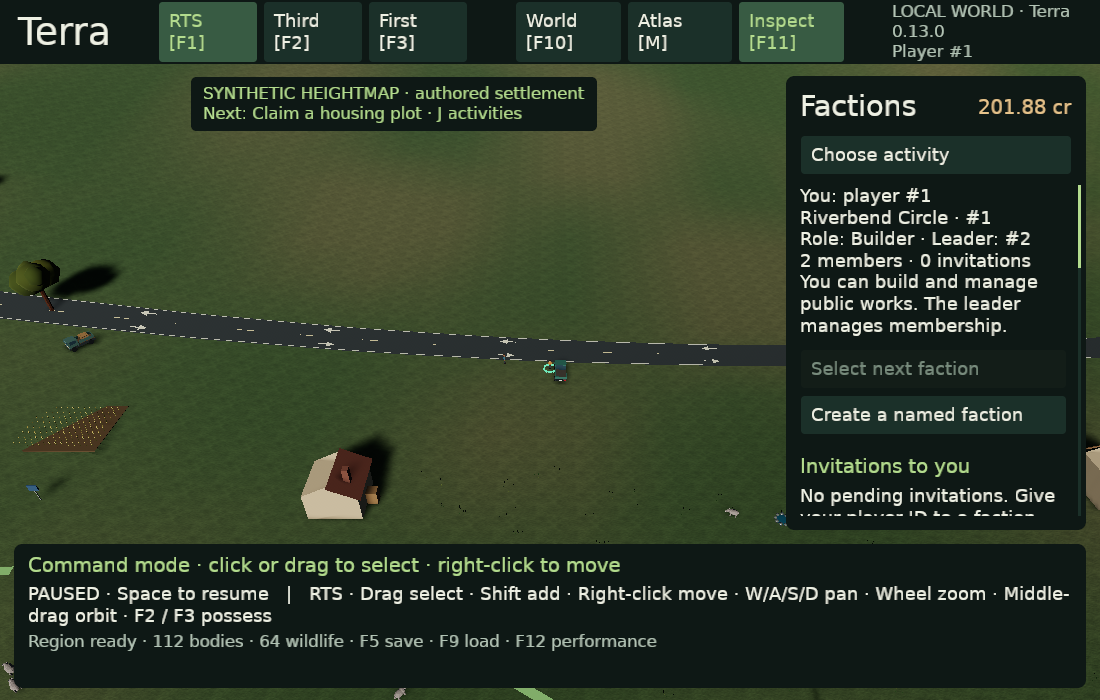 Terra
RTS
[F1]
Third
[F2]
First
[F3]
World
[F10]
Atlas
[M]
Inspect
[F11]
LOCAL WORLD · Terra
0.13.0
Player #1
SYNTHETIC HEIGHTMAP · authored settlement
Next: Claim a housing plot · J activities
Factions
201.88 cr
Choose activity
You: player #1
Riverbend Circle · #1
Role: Builder · Leader: #2
2 members · 0 invitations
You can build and manage
public works. The leader
manages membership.
Select next faction
Create a named faction
Invitations to you
No pending invitations. Give
your player ID to a faction
Command mode · click or drag to select · right-click to move
PAUSED · Space to resume | RTS · Drag select · Shift add · Right-click move · W/A/S/D pan · Wheel zoom · Middle-
drag orbit · F2 / F3 possess
Region ready · 112 bodies · 64 wildlife · F5 save · F9 load · F12 performance